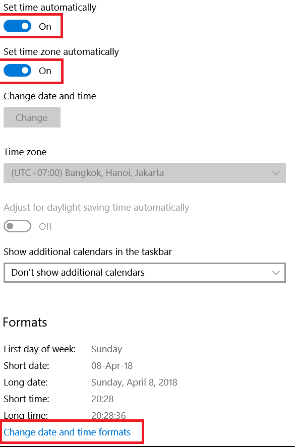 Set time automatically
On
Set time zone automatically
On
Change date and time
Change
Time zone
(UTC+07:00) Bangkok, Hanoi, Jakarta
Adjust for daylight saving time automatically
Off
Show additional calendars in the taskbar
Don't show additional calendars
Formats
First day of week: Sunday
Short date: 08-Apr-18
Long date: Sunday, April 8, 2018
Short time: 20:28
Long time: 20:28:36
Change date and time formats